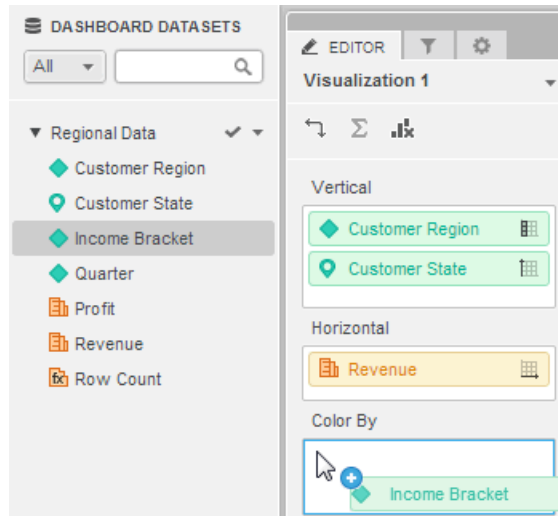 DASHBOARD DATASETS
All
Regional Data
Customer Region
Customer State
Income Bracket
Quarter
Profit
Revenue
fx Row Count
EDITOR
Visualization 1
Σ
Vertical
Customer Region
Customer State
Horizontal
Revenue
Color By
Income Bracket